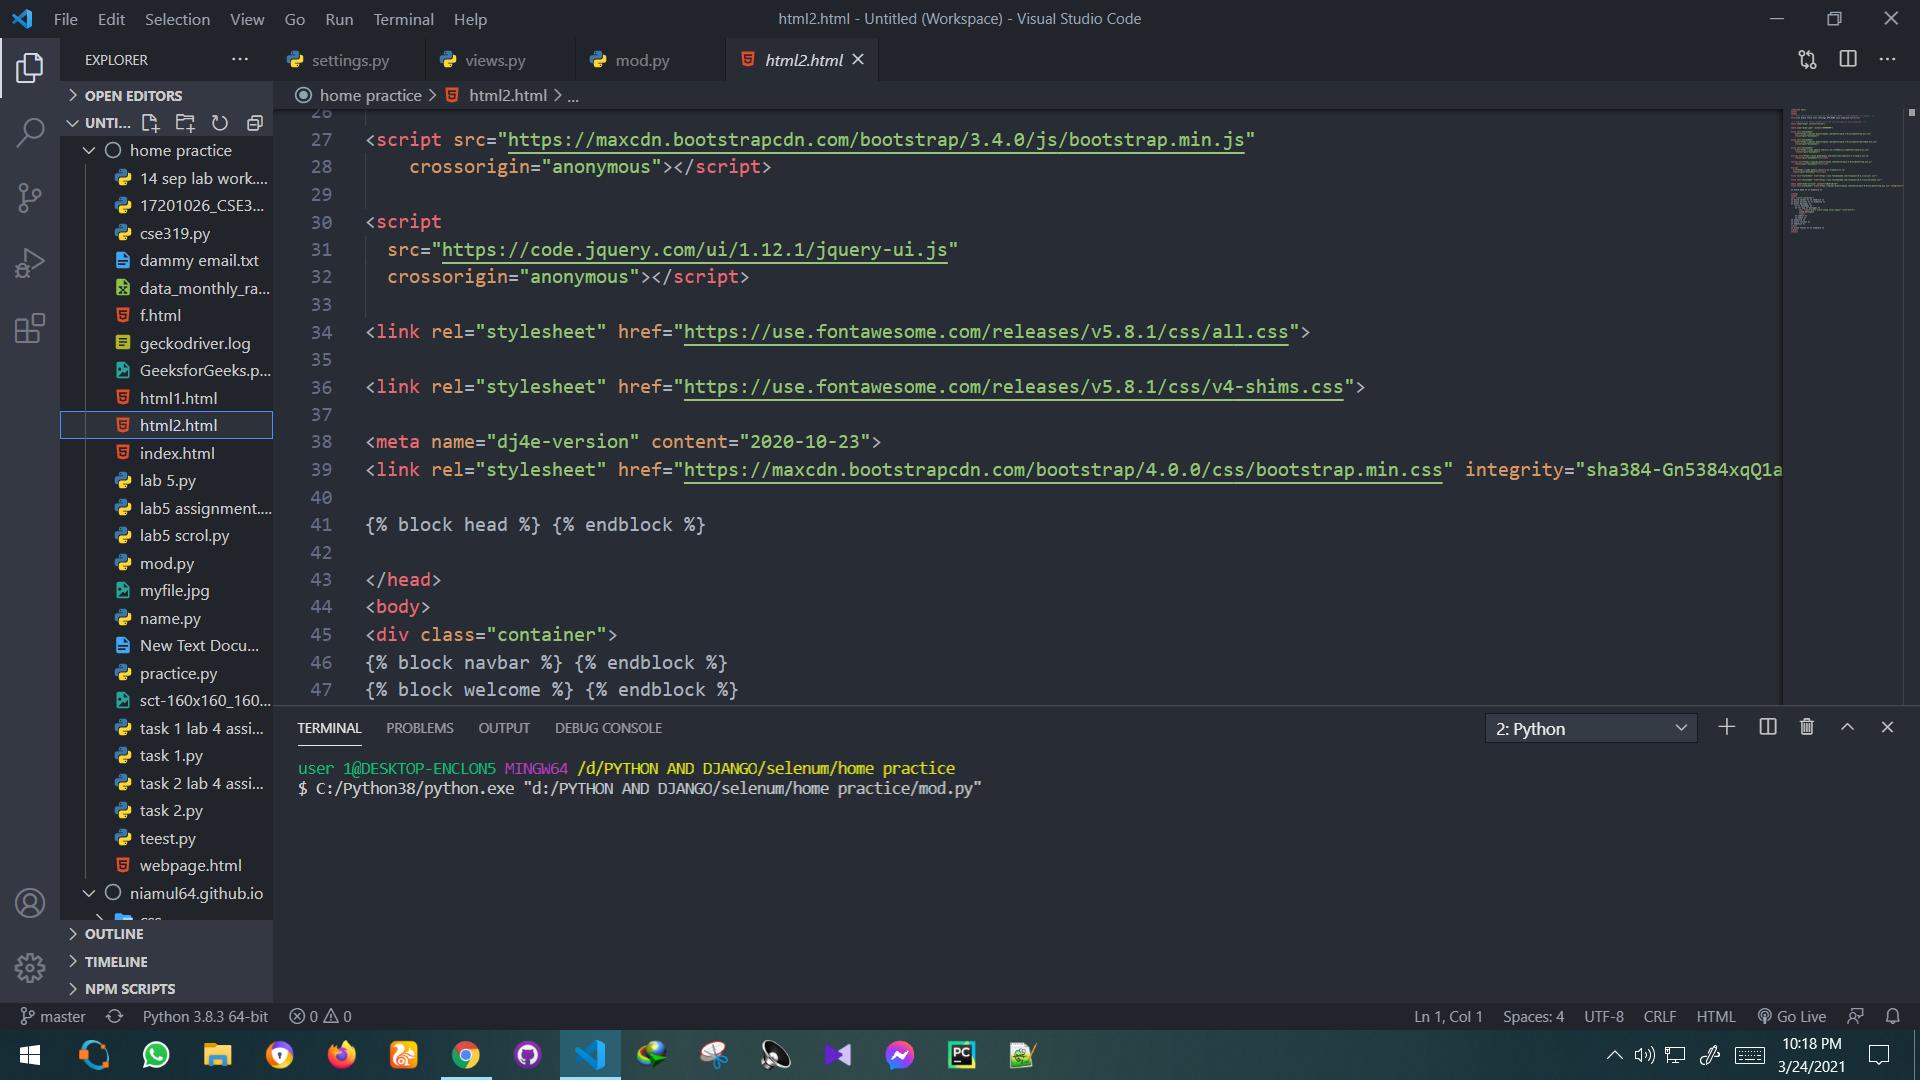 File Edit Selection View Go Run Terminal Help
html2.html - Untitled (Workspace) - Visual Studio Code
EXPLORER
settings.py
views.py
mod.py
html2.html
OPEN EDITORS
home practice > html2.html > ...
UNTI...
home practice
14 sep lab work....
17201026_CSE3...
cse319.py
dammy email.txt
data_monthly_ra...
f.html
geckodriver.log
GeeksforGeeks.p...
html1.html
html2.html
index.html
lab 5.py
lab5 assignment....
lab5 scrol.py
mod.py
myfile.jpg
name.py
New Text Docu...
practice.py
sct-160x160_160...
task 1 lab 4 assi...
task 1.py
task 2 lab 4 assi...
task 2.py
teest.py
webpage.html
niamul64.github.io
css
OUTLINE
TIMELINE
NPM SCRIPTS
26
27 <script src="https://maxcdn.bootstrapcdn.com/bootstrap/3.4.0/js/bootstrap.min.js"
28 crossorigin="anonymous"></script>
29
30 <script
31 src="https://code.jquery.com/ui/1.12.1/jquery-ui.js"
32 crossorigin="anonymous"></script>
33
34 <link rel="stylesheet" href="https://use.fontawesome.com/releases/v5.8.1/css/all.css">
35
36 <link rel="stylesheet" href="https://use.fontawesome.com/releases/v5.8.1/css/v4-shims.css">
37
38 <meta name="dj4e-version" content="2020-10-23">
39 <link rel="stylesheet" href="https://maxcdn.bootstrapcdn.com/bootstrap/4.0.0/css/bootstrap.min.css" integrity="sha384-Gn5384xqQ1a
40
41 {% block head %} {% endblock %}
42
43 </head>
44 <body>
45 <div class="container">
46 {% block navbar %} {% endblock %}
47 {% block welcome %} {% endblock %}
TERMINAL PROBLEMS OUTPUT DEBUG CONSOLE
2: Python
user 1@DESKTOP-ENCLON5 MINGW64 /d/PYTHON AND DJANGO/selenum/home practice
$ C:/Python38/python.exe "d:/PYTHON AND DJANGO/selenum/home practice/mod.py"
master
Python 3.8.3 64-bit
0 0
Ln 1, Col 1
Spaces: 4
UTF-8
CRLF
HTML
Go Live
PC
10:18 PM
3/24/2021